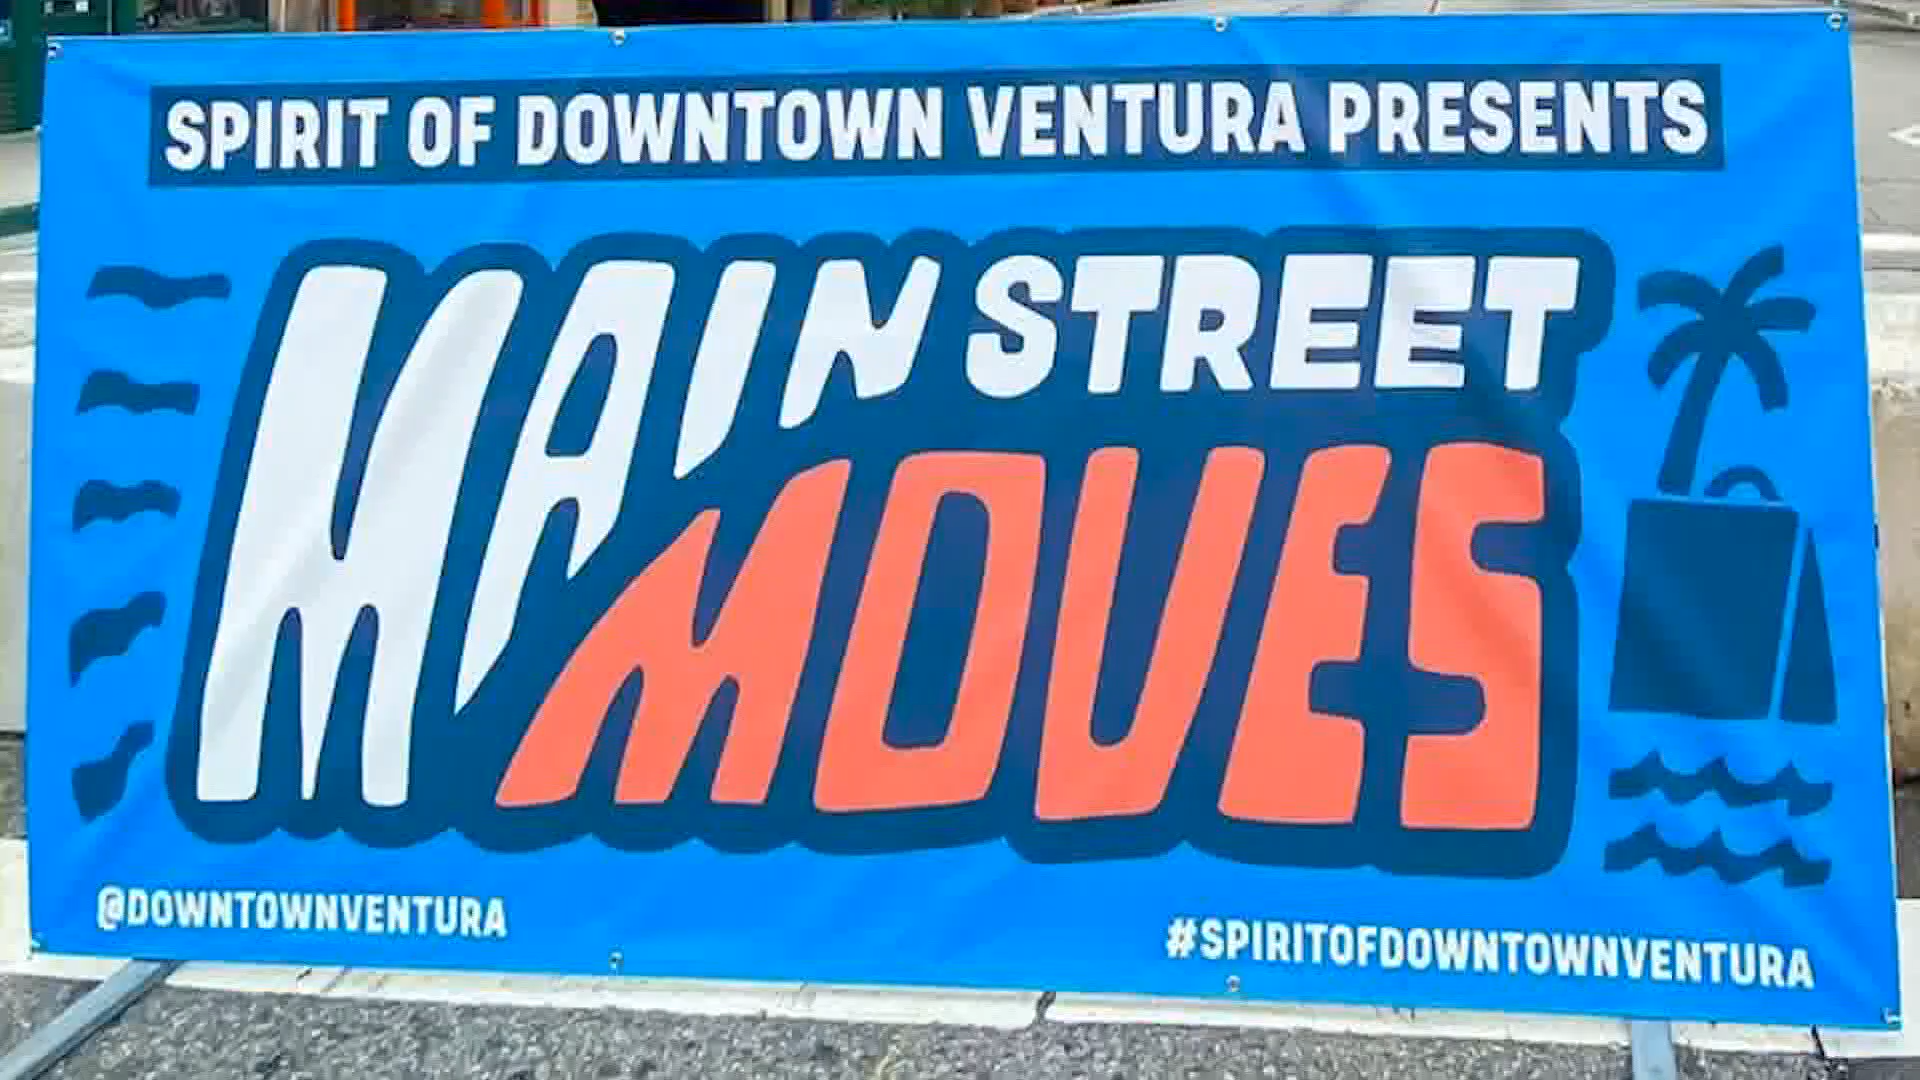 SPIRIT OF DOWNTOWN VENTURA PRESENTS
MAIN STREET
MOVES
@DOWNTOWNVENTURA
#SPIRITOFDOWNTOWNVENTURA